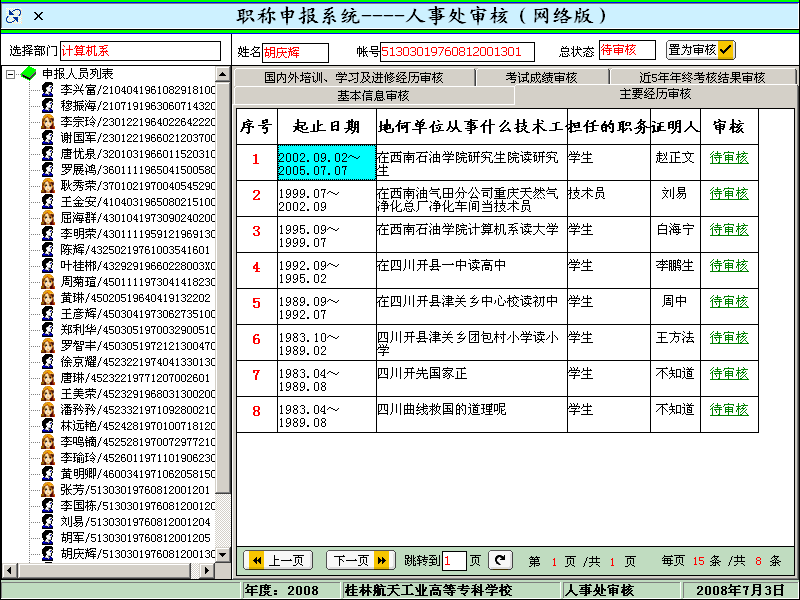 职称申报系统----人事处审核（网络版）
选择部门 计算机系
姓名 胡庆辉 帐号 51303019760812001301 总状态 待审核 置为审核
申报人员列表
李兴富/2104041961082918100
穆振海/2107191963060714320
李宗玲/2301221964022642220
谢国军/2301221966021203700
唐忧泉/3201031966011520310
罗展鸿/3601111965041500580
耿秀荣/3701021970040545290
王金安/4104031965080215100
屈海群/4301041973090240200
李明荣/4301111959121969130
陈辉/432502197610035416 01
叶桂郴/43292919660228003X0
周菊瑄/4501111973041418230
黄琳/45020519640419132202
王彦辉/4503041973062735100
郑利华/4503051970032900510
罗智丰/4503051972121300470
徐京耀/4523221974041330130
唐琳/45232219771207002601
王美荣/4523291968031300200
潘矜矜/4523321971092800210
林远艳/4524281970100718120
李鸣镝/4525281970072977210
李瑜玲/4526011971101906230
黄明卿/4600341971062058150
张芳/51303019760812001201
李国栋/5130301976081200120
刘易/51303019760812001204
胡军/51303019760812001205
胡庆辉/5130301976081200130
国内外培训、学习及进修经历审核 考试成绩审核 近5年年终考核结果审核
基本信息审核 主要经历审核
序号 起止日期 地何单位从事什么技术工 担任的职务 证明人 审核
1 2002.09.02～2005.07.07 在西南石油学院研究生院读研究生 学生 赵正文 待审核
2 1999.07～2002.09 在西南油气田分公司重庆天然气净化总厂净化车间当技术员 技术员 刘易 待审核
3 1995.09～1999.07 在西南石油学院计算机系读大学 学生 白海宁 待审核
4 1992.09～1995.02 在四川开县一中读高中 学生 李鹏生 待审核
5 1989.09～1992.07 在四川开县津关乡中心校读初中 学生 周中 待审核
6 1983.10～1989.02 四川开县津关乡团包村小学读小学 学生 王方法 待审核
7 1983.04～1989.08 四川开先国家正 学生 不知道 待审核
8 1983.04～1989.08 四川曲线救国的道理呢 学生 不知道 待审核
上一页 下一页 跳转到 1 页 第 1 页 /共 1 页 每页 15 条 /共 8 条
年度：2008 桂林航天工业高等专科学校 人事处审核 2008年7月3日